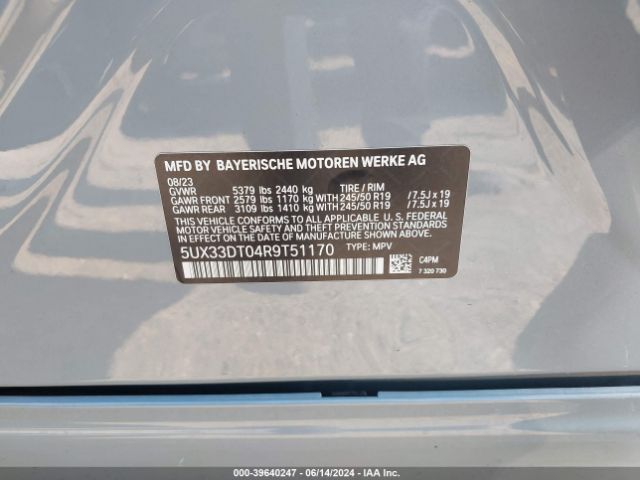 MFD BY BAYERISCHE MOTOREN WERKE AG
08/23
GVWR 5379 lbs 2440 kg TIRE / RIM
GAWR FRONT 2579 lbs 1170 kg WITH 245/50 R19 /7.5J x 19
GAWR REAR 3109 lbs 1410 kg WITH 245/50 R19 /7.5J x 19
THIS VEHICLE CONFORMS TO ALL APPLICABLE U. S. FEDERAL
MOTOR VEHICLE SAFETY AND THEFT PREVENTION STANDARDS
IN EFFECT ON THE DATE OF MANUFACTURE SHOWN ABOVE.
5UX33DT04R9T51170 TYPE: MPV
C4PM
7 320 730
000-39640247 - 06/14/2024 - IAA Inc.